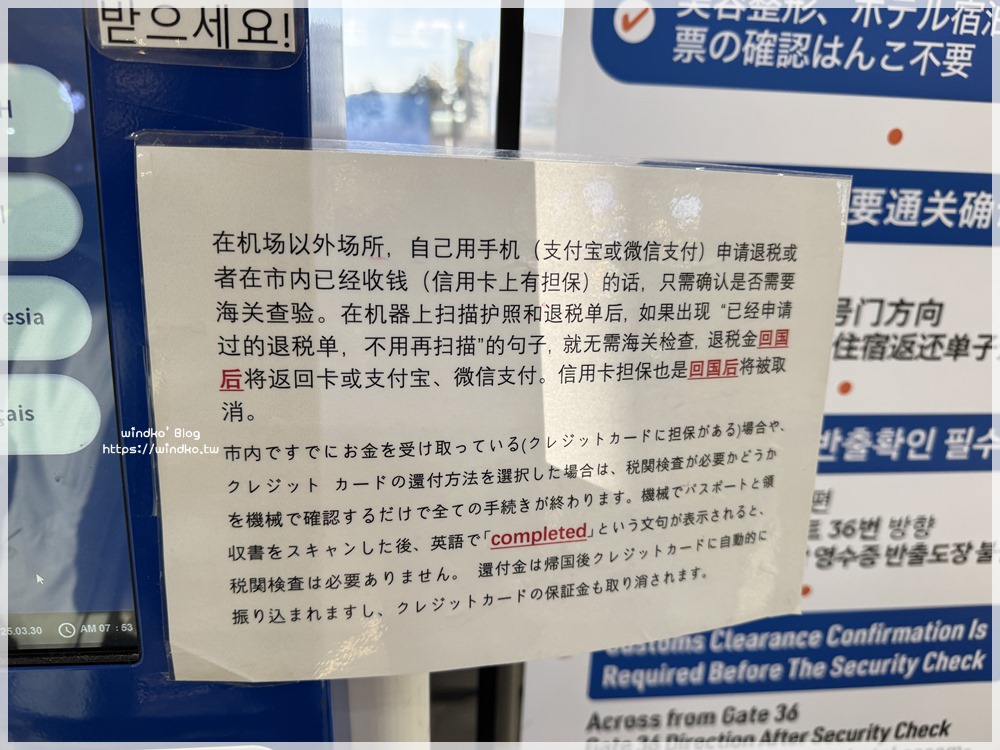 받으세요!
esia
25.03.30 AM 07 : 53
美容整形、ホテル宿泊
票の確認はんこ不要
在机场以外场所，自己用手机（支付宝或微信支付）申请退税或
者在市内已经收钱（信用卡上有担保）的话，只需确认是否需要
海关查验。在机器上扫描护照和退税单后, 如果出现 “已经申请
过的退税单， 不用再扫描”的句子, 就无需海关检查, 退税金回国
后将返回卡或支付宝、微信支付。信用卡担保也是回国后将被取
消。
市内ですでにお金を受け取っている(クレジットカードに担保がある)場合や、
クレジット カードの還付方法を選択した場合は、税関検査が必要かどうか
を機械で確認するだけで全ての手続きが終わります。機械でパスポートと領
収書をスキャンした後、英語で「completed」という文句が表示されると、
税関検査は必要ありません。 還付金は帰国後クレジットカードに自動的に
振り込まれますし、クレジットカードの保証金も取り消されます。
windko' Blog
https://windko.tw
要通关确
号门方向
住宿返还单子
반출확인 필수
편
트 36번 방향
영수증 반출도장 불
Customs Clearance Confirmation Is
Required Before The Security Check
Across from Gate 36
Gate 36 Direction After Security Check